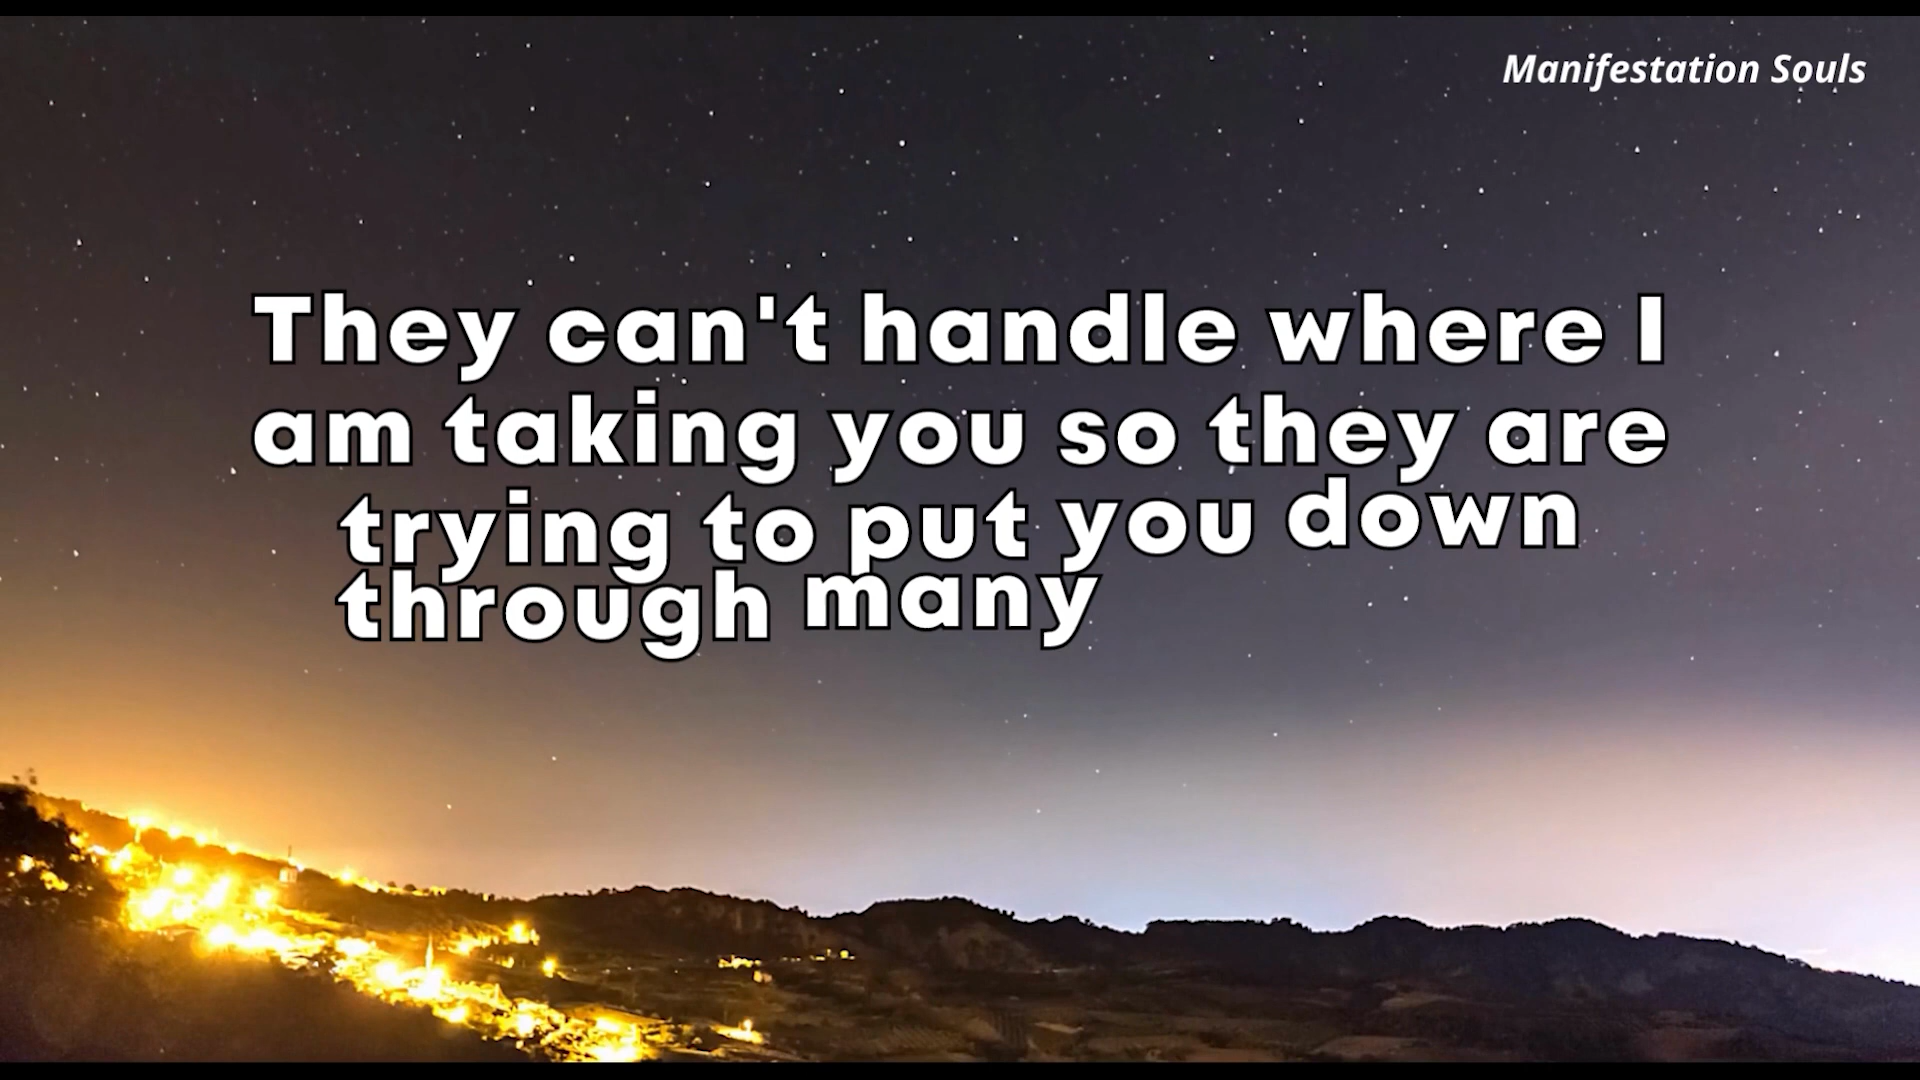 Manifestation Souls
They can't handle where I
am taking you so they are
trying to put you down
through many